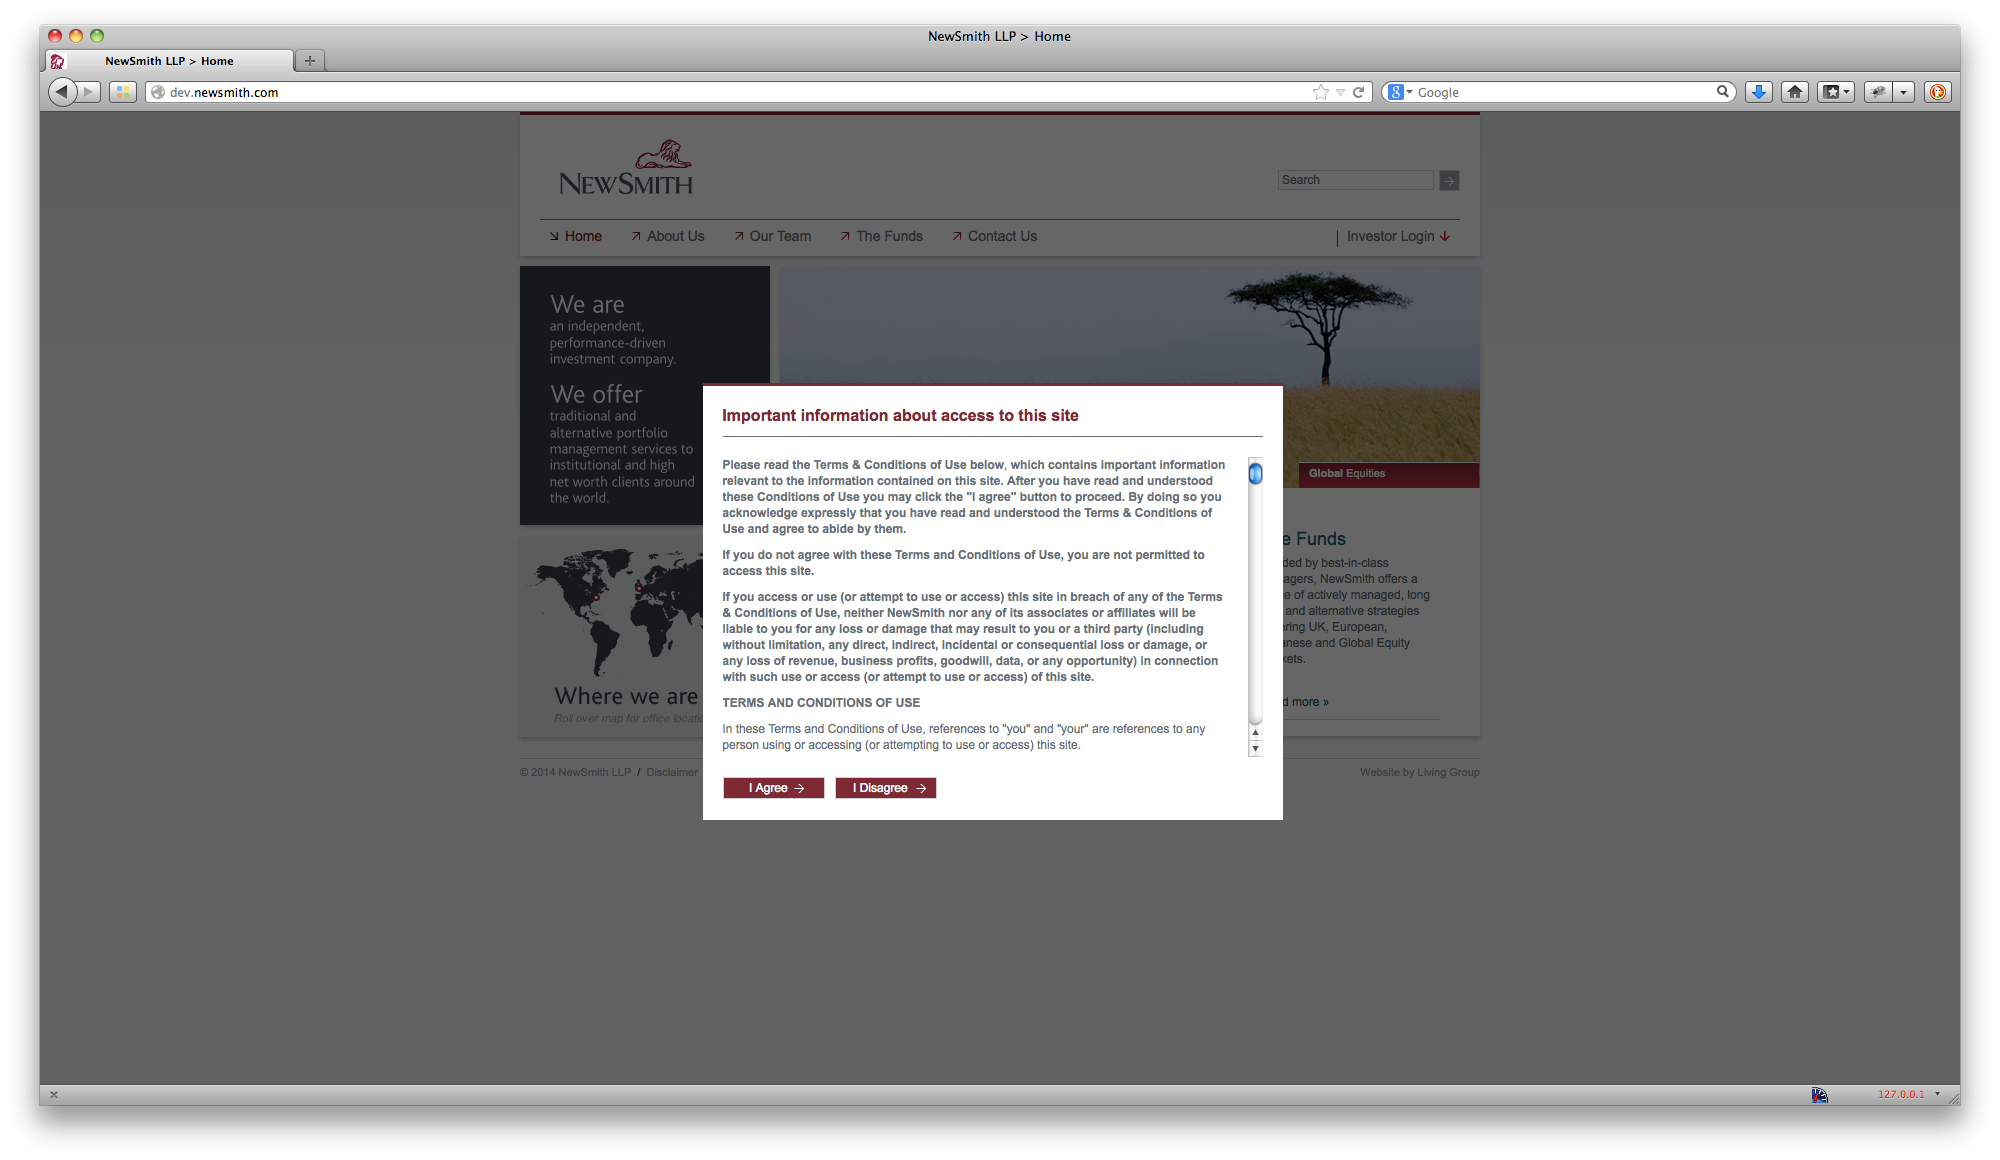 NewSmith LLP > Home
NewSmith LLP > Home
dev.newsmith.com
Google
NEWSMITH
Search
Home
About Us
Our Team
The Funds
Contact Us
Investor Login
We are
an independent,
performance-driven
investment company.
We offer
traditional and
alternative portfolio
management services to
institutional and high
net worth clients around
the world.
Global Equities
Important information about access to this site
Please read the Terms & Conditions of Use below, which contains important information
relevant to the information contained on this site. After you have read and understood
these Conditions of Use you may click the "I agree" button to proceed. By doing so you
acknowledge expressly that you have read and understood the Terms & Conditions of
Use and agree to abide by them.
If you do not agree with these Terms and Conditions of Use, you are not permitted to
access this site.
If you access or use (or attempt to use or access) this site in breach of any of the Terms
& Conditions of Use, neither NewSmith nor any of its associates or affiliates will be
liable to you for any loss or damage that may result to you or a third party (including
without limitation, any direct, indirect, incidental or consequential loss or damage, or
any loss of revenue, business profits, goodwill, data, or any opportunity) in connection
with such use or access (or attempt to use or access) of this site.
TERMS AND CONDITIONS OF USE
In these Terms and Conditions of Use, references to "you" and "your" are references to any
person using or accessing (or attempting to use or access) this site.
I Agree
I Disagree
e Funds
ded by best-in-class
agers, NewSmith offers a
e of actively managed, long
and alternative strategies
ring UK, European,
anese and Global Equity
kets.
d more »
Where we are
Roll over map for office locati
© 2014 NewSmith LLP / Disclaimer
Website by Living Group
127.0.0.1